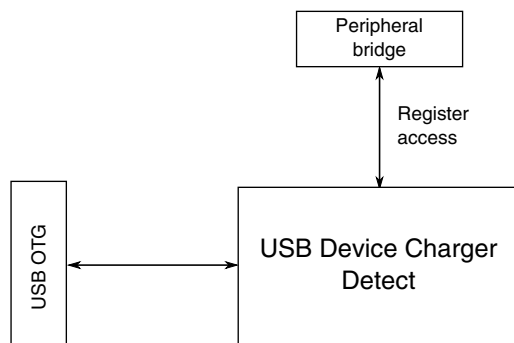 Peripheral
bridge
Register
access
USB OTG
USB Device Charger
Detect